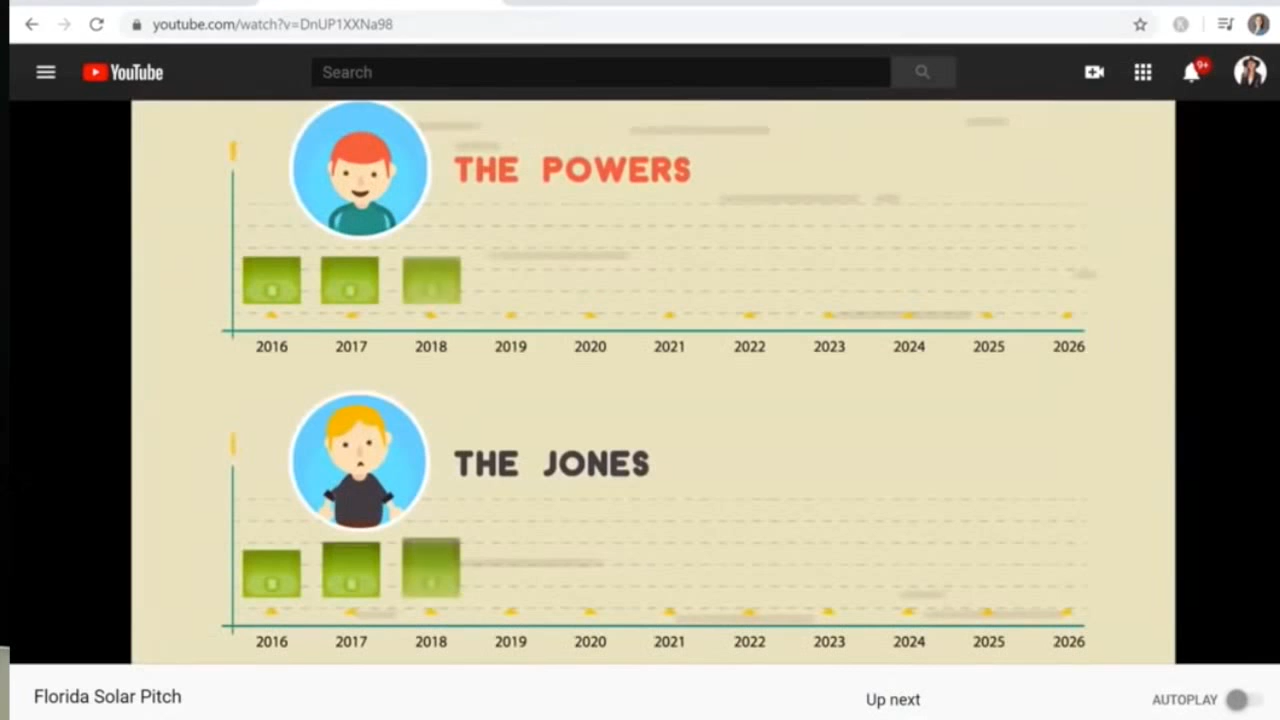 youtube.com/watch?v=DnUP1XXNa98
YouTube
Search
9+
THE POWERS
2016 2017 2018 2019 2020 2021 2022 2023 2024 2025 2026
THE JONES
2016 2017 2018 2019 2020 2021 2022 2023 2024 2025 2026
Florida Solar Pitch
Up next
AUTOPLAY